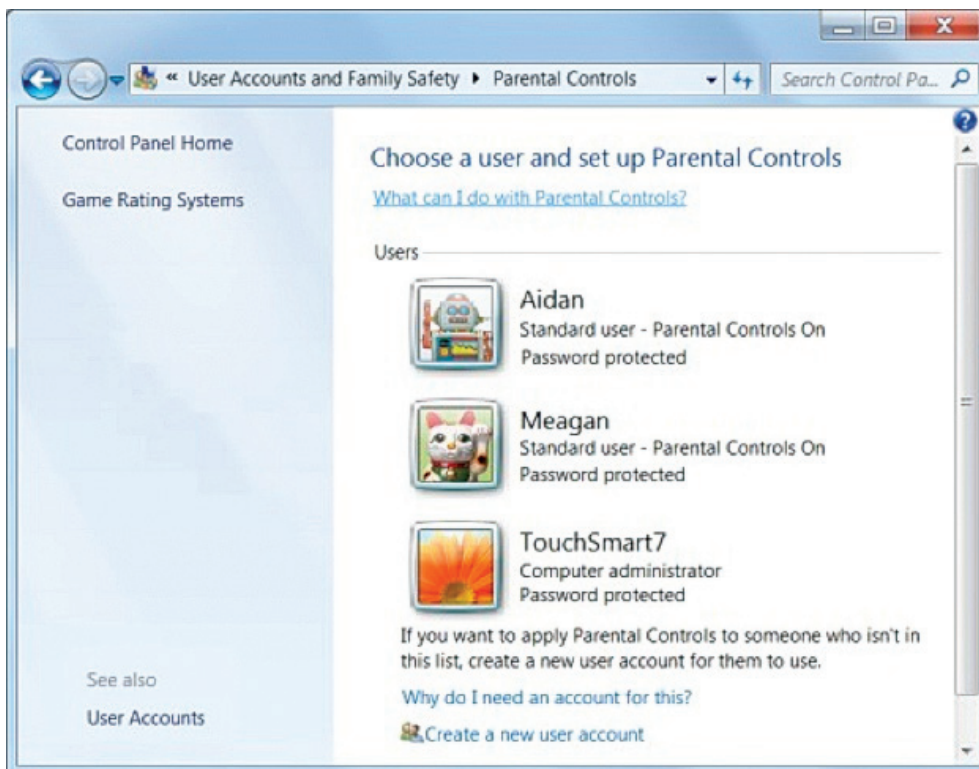 « User Accounts and Family Safety ▸ Parental Controls
Search Control Pa...
Control Panel Home
Game Rating Systems
Choose a user and set up Parental Controls
What can I do with Parental Controls?
Users
Aidan
Standard user - Parental Controls On
Password protected
Meagan
Standard user - Parental Controls On
Password protected
TouchSmart7
Computer administrator
Password protected
If you want to apply Parental Controls to someone who isn't in
this list, create a new user account for them to use.
Why do I need an account for this?
Create a new user account
See also
User Accounts